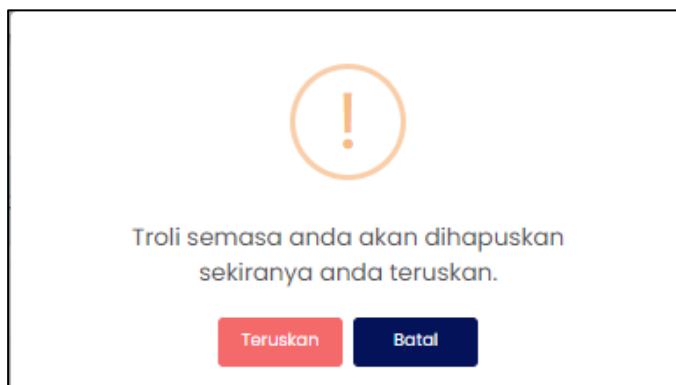 !
Troli semasa anda akan dihapuskan
sekiranya anda teruskan.
Teruskan
Batal